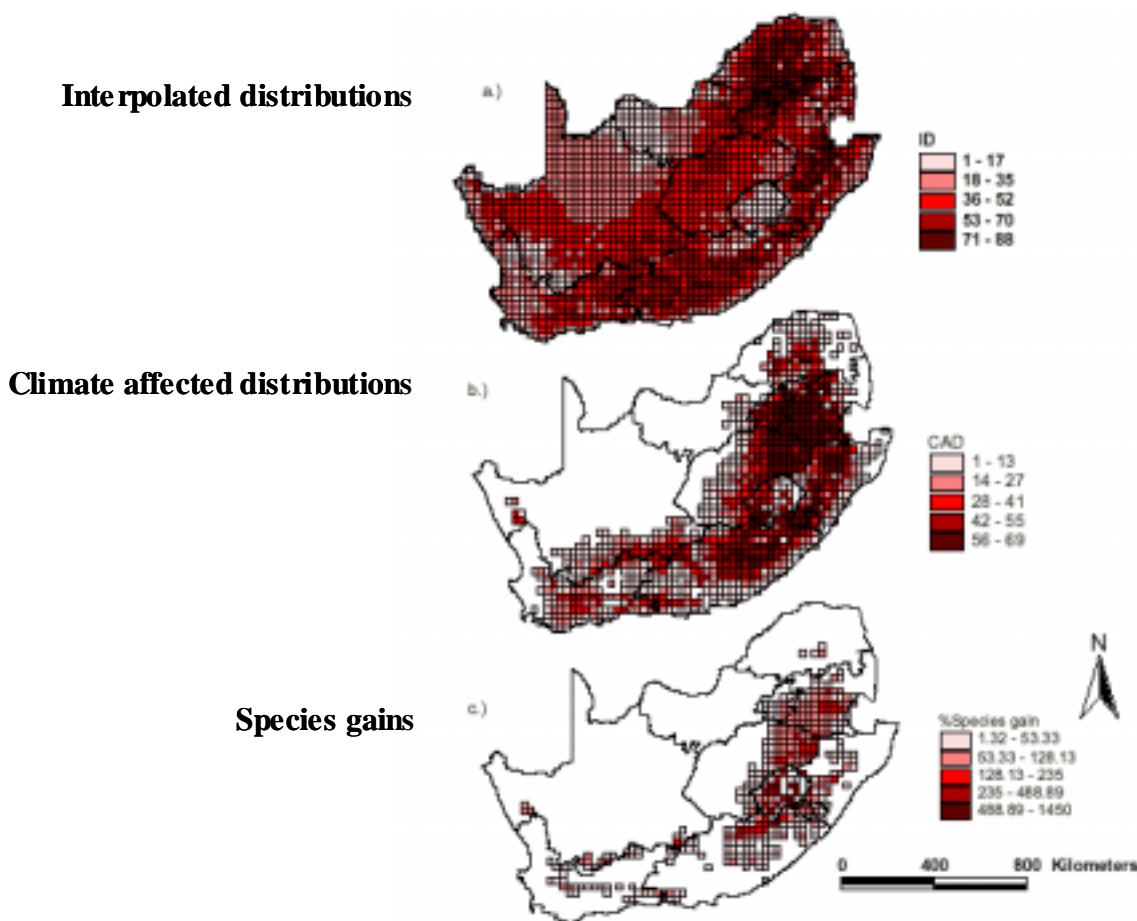 Interpolated distributions
a.)
ID
1 - 17
18 - 35
36 - 52
53 - 70
71 - 88
Climate affected distributions
b.)
CAD
1 - 13
14 - 27
28 - 41
42 - 55
56 - 69
Species gains
c.)
N
%Species gain
1.32 - 53.33
53.33 - 128.13
128.13 - 235
235 - 488.89
488.89 - 1450
0 400 800 Kilometers